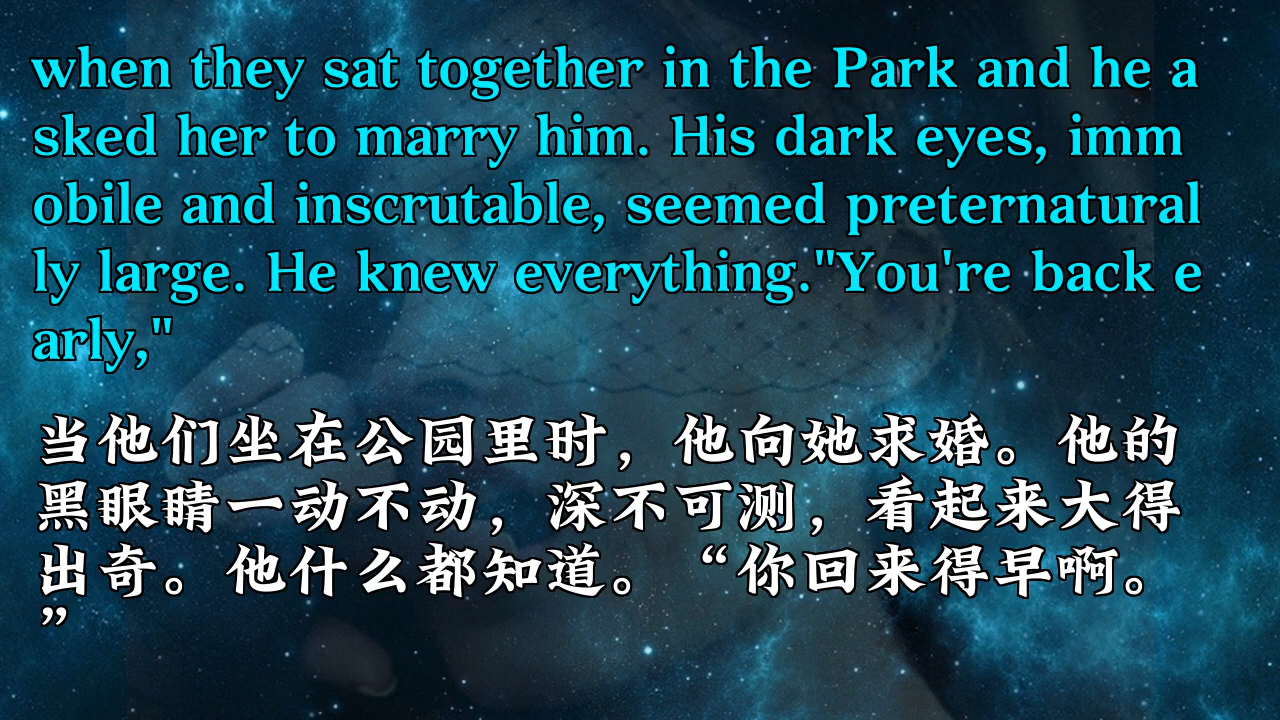 when they sat together in the Park and he a
sked her to marry him. His dark eyes, imm
obile and inscrutable, seemed preternatural
ly large. He knew everything."You're back e
arly,"
当他们坐在公园里时，他向她求婚。他的
黑眼睛一动不动，深不可测，看起来大得
出奇。他什么都知道。“你回来得早啊。
”